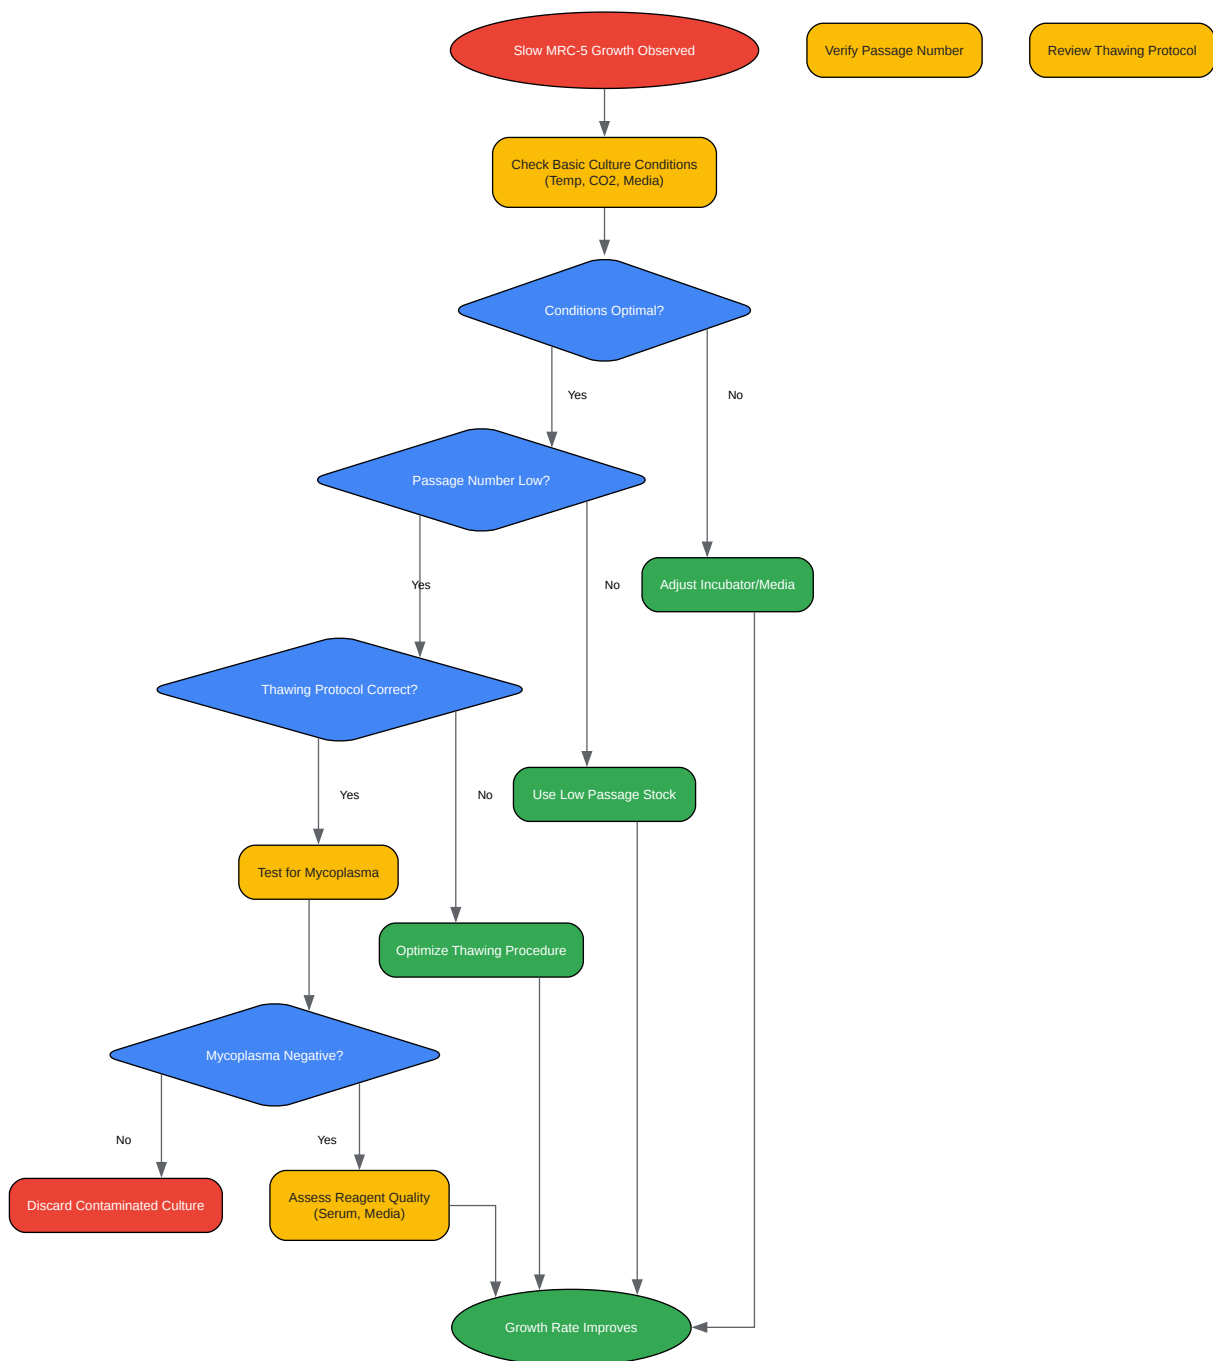 Slow MRC-5 Growth Observed
Verify Passage Number
Review Thawing Protocol
Check Basic Culture Conditions
(Temp, CO2, Media)
Conditions Optimal?
Yes
No
Passage Number Low?
Yes
No
Adjust Incubator/Media
Thawing Protocol Correct?
Yes
No
Use Low Passage Stock
Test for Mycoplasma
Optimize Thawing Procedure
Mycoplasma Negative?
No
Yes
Discard Contaminated Culture
Assess Reagent Quality
(Serum, Media)
Growth Rate Improves